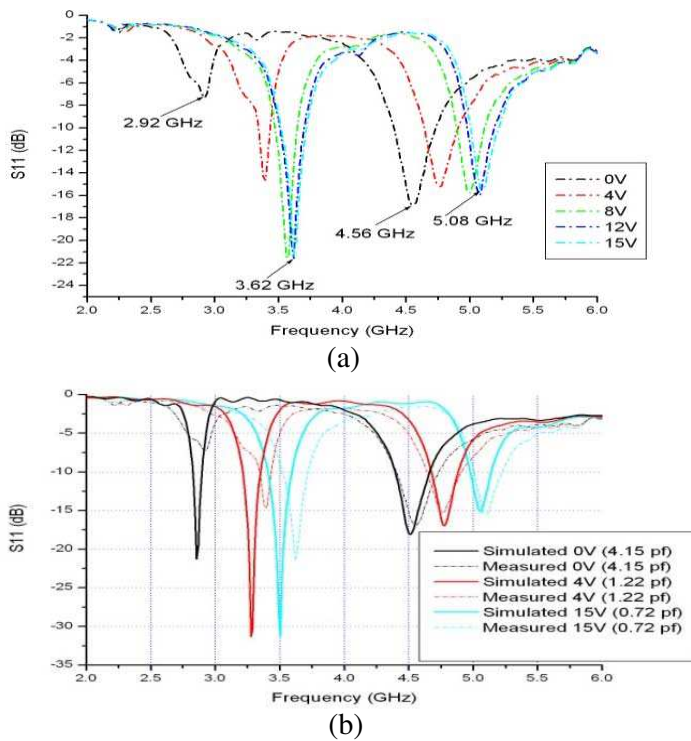 0
-2
-4
-6
-8
-10
-12
-14
-16
-18
-20
-22
-24
S11 (dB)
2.92 GHz
3.62 GHz
4.56 GHz
5.08 GHz
0V
4V
8V
12V
15V
2.0 2.5 3.0 3.5 4.0 4.5 5.0 5.5 6.0
Frequency (GHz)
(a)
0
-5
-10
-15
-20
-25
-30
-35
S11 (dB)
Simulated 0V (4.15 pf)
Measured 0V (4.15 pf)
Simulated 4V (1.22 pf)
Measured 4V (1.22 pf)
Simulated 15V (0.72 pf)
Measured 15V (0.72 pf)
2.0 2.5 3.0 3.5 4.0 4.5 5.0 5.5 6.0
Frequency (GHz)
(b)